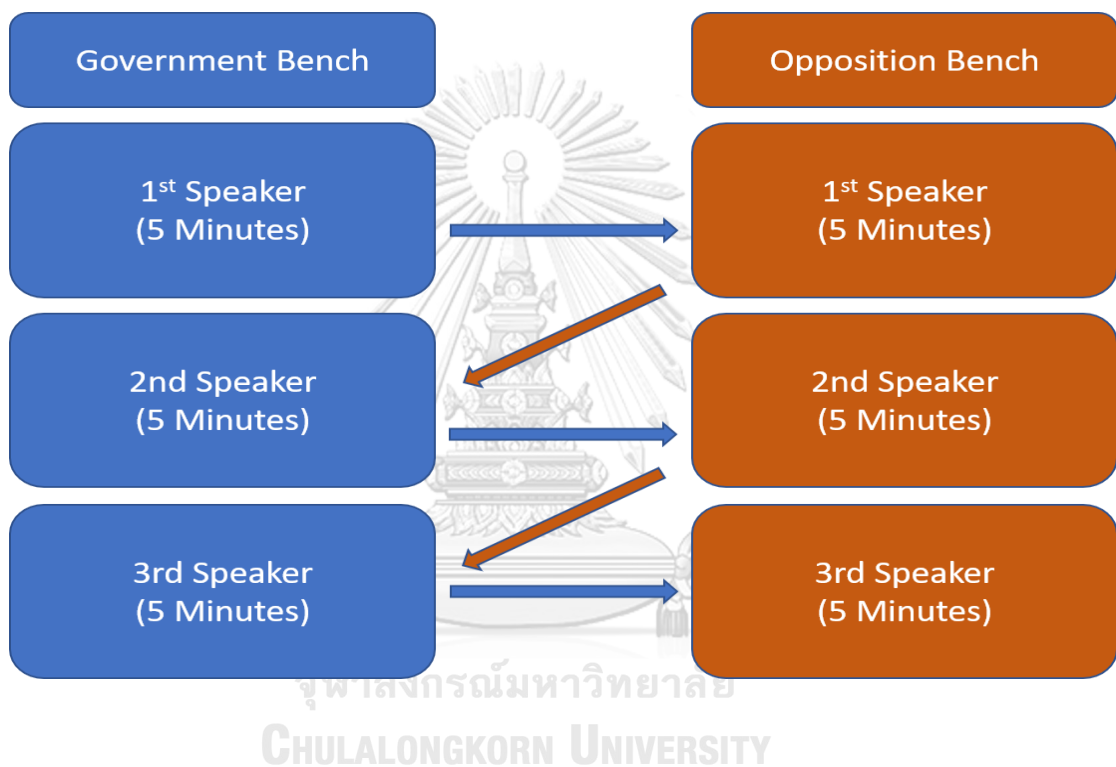 Government Bench
Opposition Bench
1st Speaker
(5 Minutes)
1st Speaker
(5 Minutes)
2nd Speaker
(5 Minutes)
2nd Speaker
(5 Minutes)
3rd Speaker
(5 Minutes)
3rd Speaker
(5 Minutes)
จุฬาลงกรณ์มหาวิทยาลัย
CHULALONGKORN UNIVERSITY